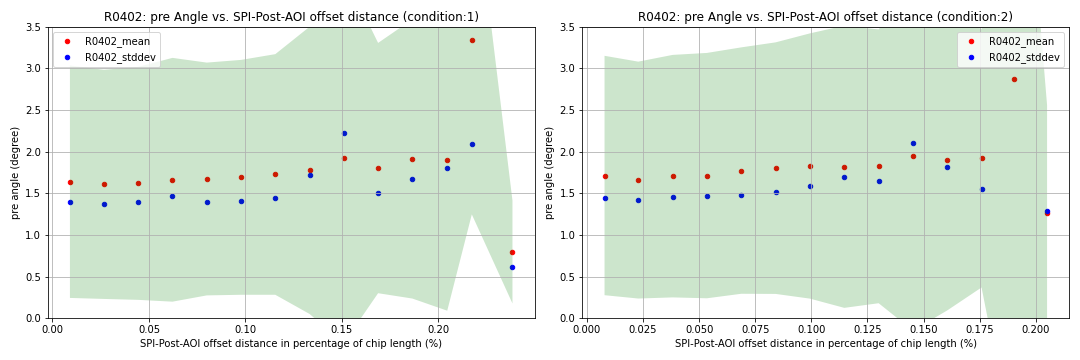 R0402: pre Angle vs. SPI-Post-AOI offset distance (condition:1)
R0402_mean
R0402_stddev
3.5
3.0
2.5
2.0
1.5
1.0
0.5
0.0
pre angle (degree)
0.00 0.05 0.10 0.15 0.20
SPI-Post-AOI offset distance in percentage of chip length (%)
R0402: pre Angle vs. SPI-Post-AOI offset distance (condition:2)
R0402_mean
R0402_stddev
3.5
3.0
2.5
2.0
1.5
1.0
0.5
0.0
pre angle (degree)
0.000 0.025 0.050 0.075 0.100 0.125 0.150 0.175 0.200
SPI-Post-AOI offset distance in percentage of chip length (%)